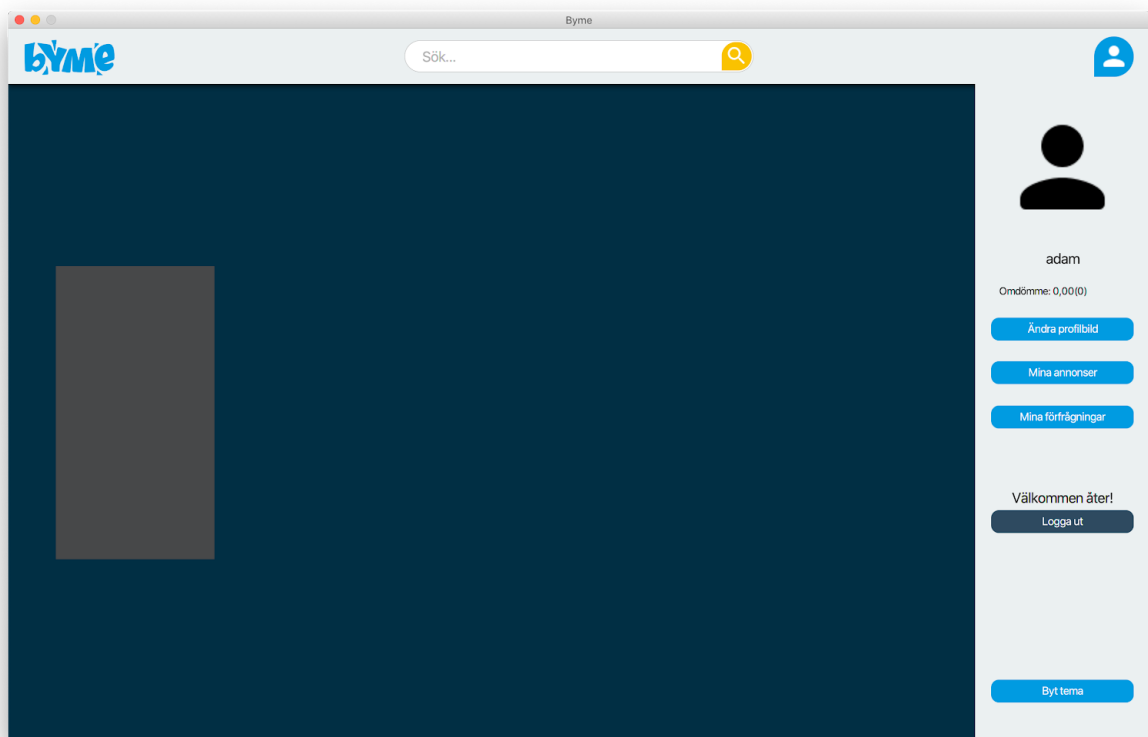 Byme
byme
Sök...
adam
Omdömme: 0,00(0)
Ändra profilbild
Mina annonser
Mina förfrågningar
Välkommen åter!
Logga ut
Byt tema